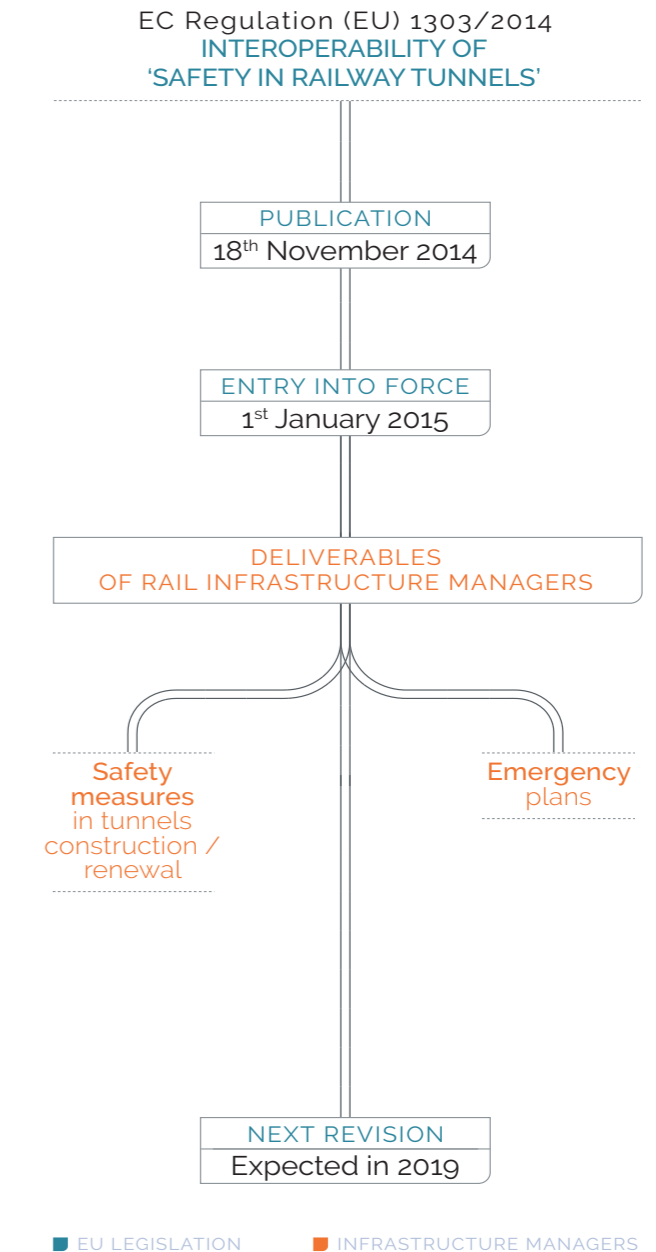 EC Regulation (EU) 1303/2014
INTEROPERABILITY OF
‘SAFETY IN RAILWAY TUNNELS’
PUBLICATION
18th November 2014
ENTRY INTO FORCE
1st January 2015
DELIVERABLES
OF RAIL INFRASTRUCTURE MANAGERS
Safety
measures
in tunnels
construction /
renewal
Emergency
plans
NEXT REVISION
Expected in 2019
EU LEGISLATION
INFRASTRUCTURE MANAGERS